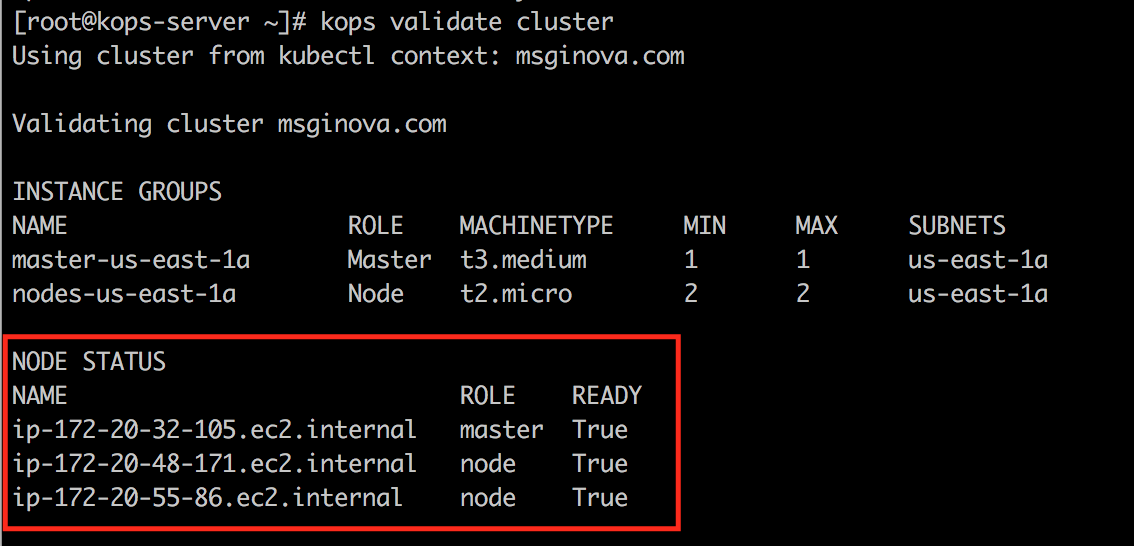 [root@kops-server ~]# kops validate cluster
Using cluster from kubectl context: msginova.com
Validating cluster msginova.com
INSTANCE GROUPS
NAME ROLE MACHINETYPE MIN MAX SUBNETS
master-us-east-1a Master t3.medium 1 1 us-east-1a
nodes-us-east-1a Node t2.micro 2 2 us-east-1a
NODE STATUS
NAME ROLE READY
ip-172-20-32-105.ec2.internal master True
ip-172-20-48-171.ec2.internal node True
ip-172-20-55-86.ec2.internal node True